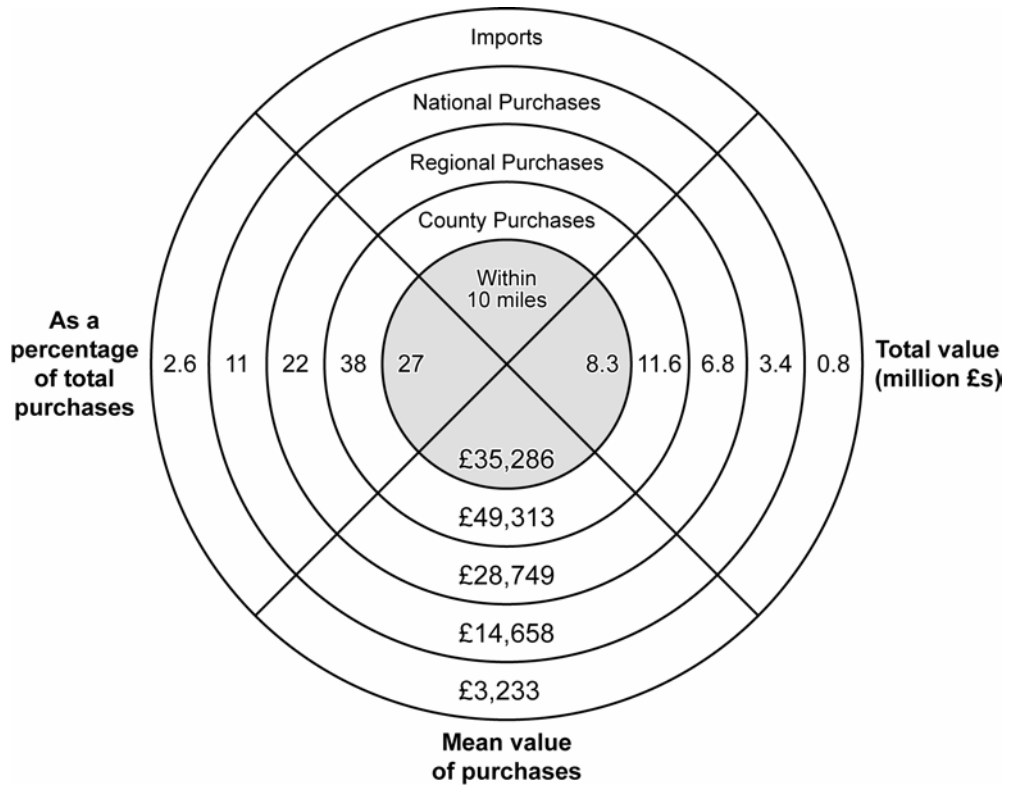 Imports
National Purchases
Regional Purchases
County Purchases
Within
10 miles
As a
percentage
of total
purchases
2.6 11 22 38 27 8.3 11.6 6.8 3.4 0.8
Total value
(million £s)
£35,286
£49,313
£28,749
£14,658
£3,233
Mean value
of purchases